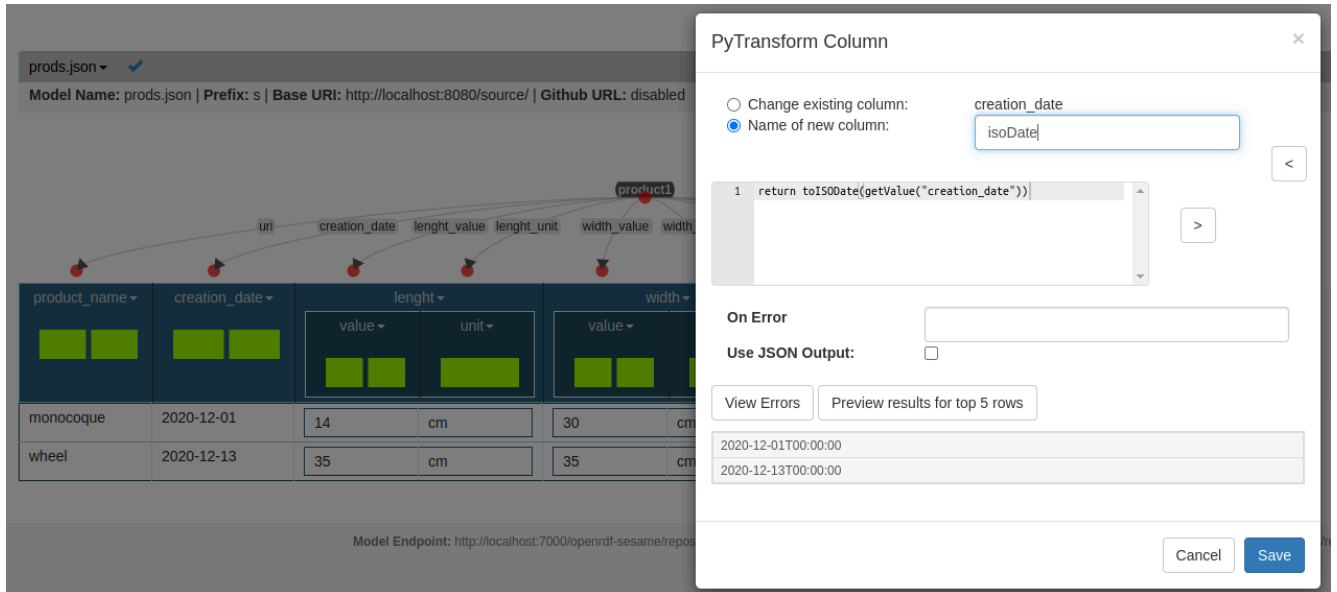 prods.json
Model Name: prods.json | Prefix: s | Base URI: http://localhost:8080/source/ | Github URL: disabled
product1
uri creation_date lenght_value lenght_unit width_value width_
product_name creation_date lenght width
value unit value
monocoque 2020-12-01 14 cm 30 cm
wheel 2020-12-13 35 cm 35 cm
Model Endpoint: http://localhost:7000/openrdf-sesame/repos
PyTransform Column ×
Change existing column: creation_date
Name of new column: isoDate
<
1 return toISODate(getValue("creation_date"))
>
On Error
Use JSON Output:
View Errors Preview results for top 5 rows
2020-12-01T00:00:00
2020-12-13T00:00:00
Cancel Save